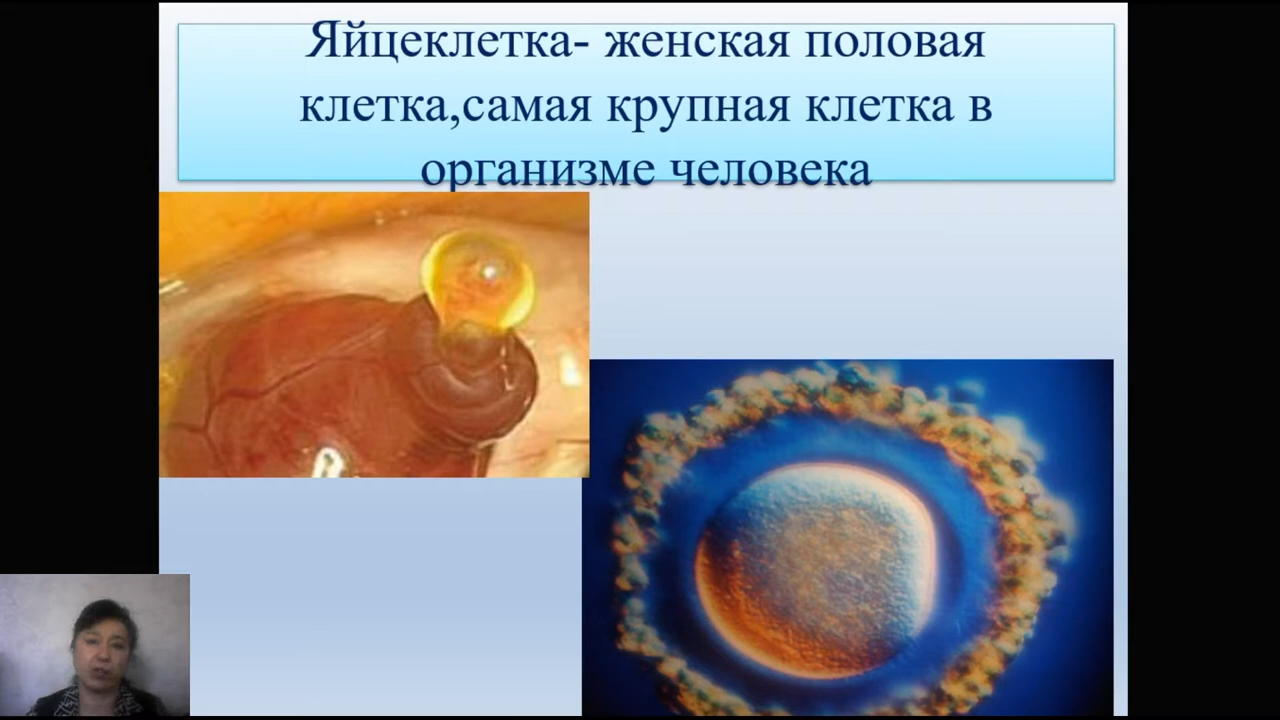 Яйцеклетка- женская половая
клетка,самая крупная клетка в
организме человека